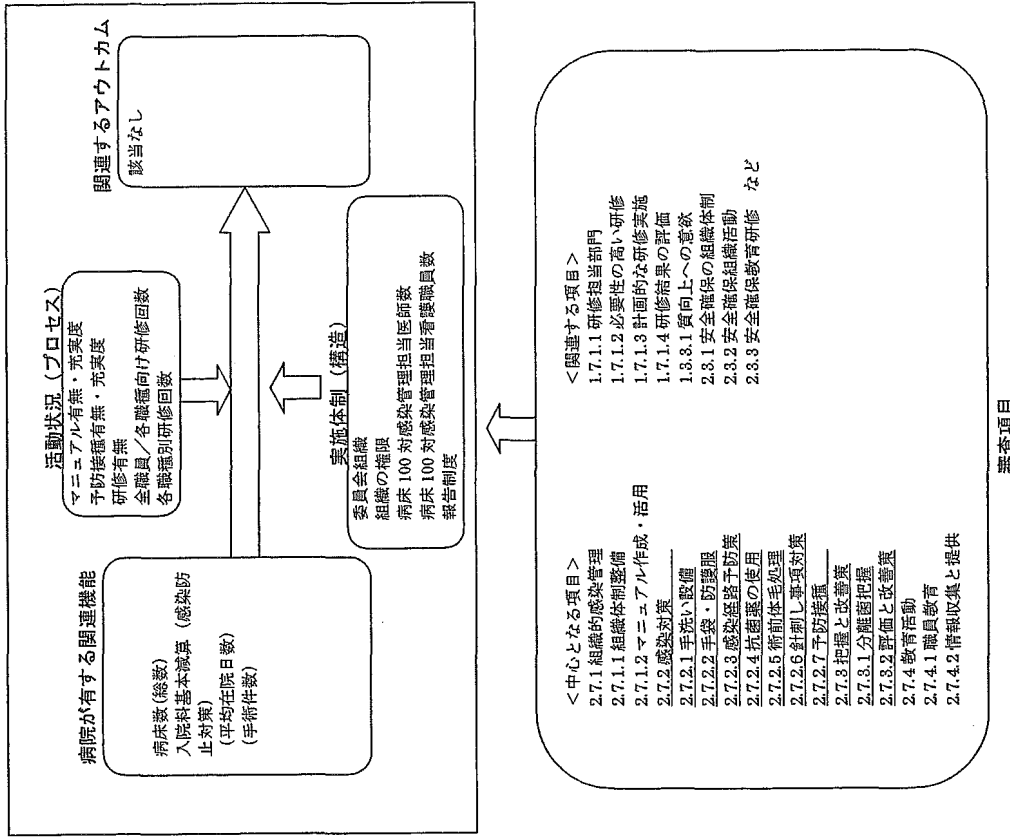 病院が有する関連機能
病床数(総数)
入院料基本減算(感染防
止対策)
(平均在院日数)
(手術件数)
活動状況(プロセス)
マニュアル有無・充実度
予防接種有無・充実度
研修有無
全職員/各職種向け研修回数
各職種別研修回数
実施体制(構造)
委員会組織
組織の権限
病床100対感染管理担当医師数
病床100対感染管理担当看護職員数
報告制度
関連するアウトカム
該当なし
<中心となる項目>
2.7.1 組織的感染管理
2.7.1.1 組織体制整備
2.7.1.2 マニュアル作成・活用
2.7.2 感染対策
2.7.2.1 手洗い設備
2.7.2.2 手袋・防護服
2.7.2.3 感染経路予防策
2.7.2.4 抗菌薬の使用
2.7.2.5 術前体毛処理
2.7.2.6 針刺し事項対策
2.7.2.7 予防接種
2.7.3 把握と改善策
2.7.3.1 分離菌把握
2.7.3.2 評価と改善策
2.7.4 教育活動
2.7.4.1 職員教育
2.7.4.2 情報収集と提供
<関連する項目>
1.7.1.1 研修担当部門
1.7.1.2 必要性の高い研修
1.7.1.3 計画的な研修実施
1.7.1.4 研修結果の評価
1.3.3.1 質向上への意欲
2.3.1 安全確保の組織体制
2.3.2 安全確保組織活動
2.3.3 安全確保教育研修 など
審査項目